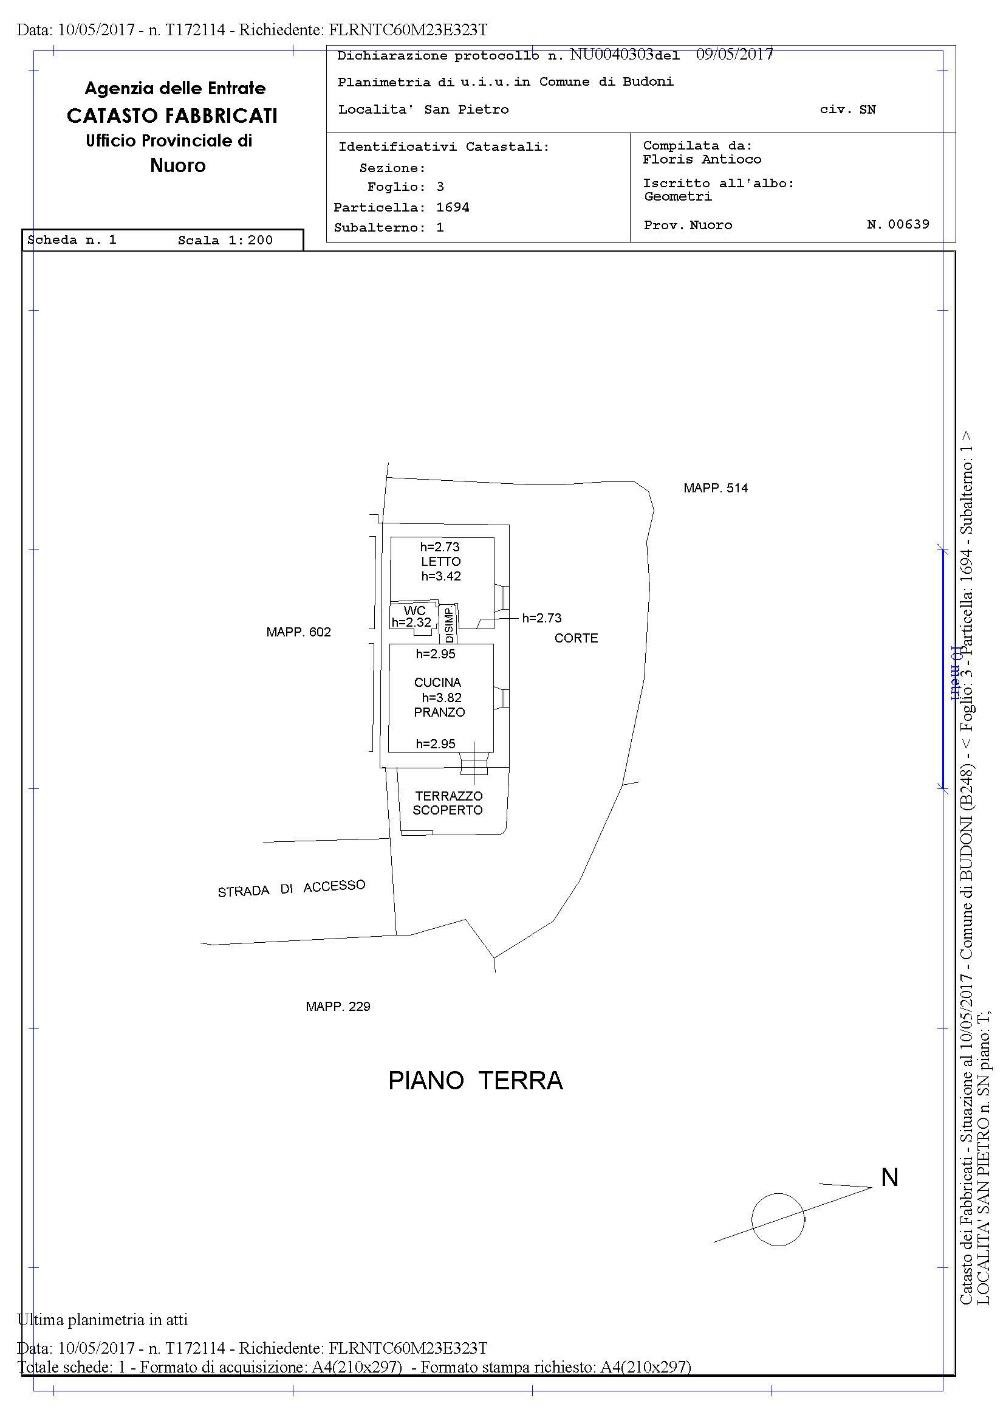 Data: 10/05/2017 - n. T172114 - Richiedente: FLRNTC60M23E323T
Agenzia delle Entrate
CATASTO FABBRICATI
Ufficio Provinciale di
Nuoro
Dichiarazione protocollo n. NU0040303del 09/05/2017
Planimetria di u.i.u. in Comune di Budoni
Localita' San Pietro civ. SN
Identificativi Catastali:
Sezione:
Foglio: 3
Particella: 1694
Subalterno: 1
Compilata da:
Floris Antioco
Iscritto all'albo:
Geometri
Prov. Nuoro N. 00639
Scheda n. 1 Scala 1:200
MAPP. 514
h=2.73
LETTO
h=3.42
WC
h=2.32
DISIMP.
h=2.73
MAPP. 602
CORTE
h=2.95
CUCINA
h=3.82
PRANZO
h=2.95
TERRAZZO
SCOPERTO
STRADA DI ACCESSO
MAPP. 229
PIANO TERRA
N
10 metri
Catasto dei Fabbricati - Situazione al 10/05/2017 - Comune di BUDONI (B248) - < Foglio: 3 - Particella: 1694 - Subalterno: 1 >
LOCALITA' SAN PIETRO n. SN piano: T;
Ultima planimetria in atti
Data: 10/05/2017 - n. T172114 - Richiedente: FLRNTC60M23E323T
Totale schede: 1 - Formato di acquisizione: A4(210x297) - Formato stampa richiesto: A4(210x297)